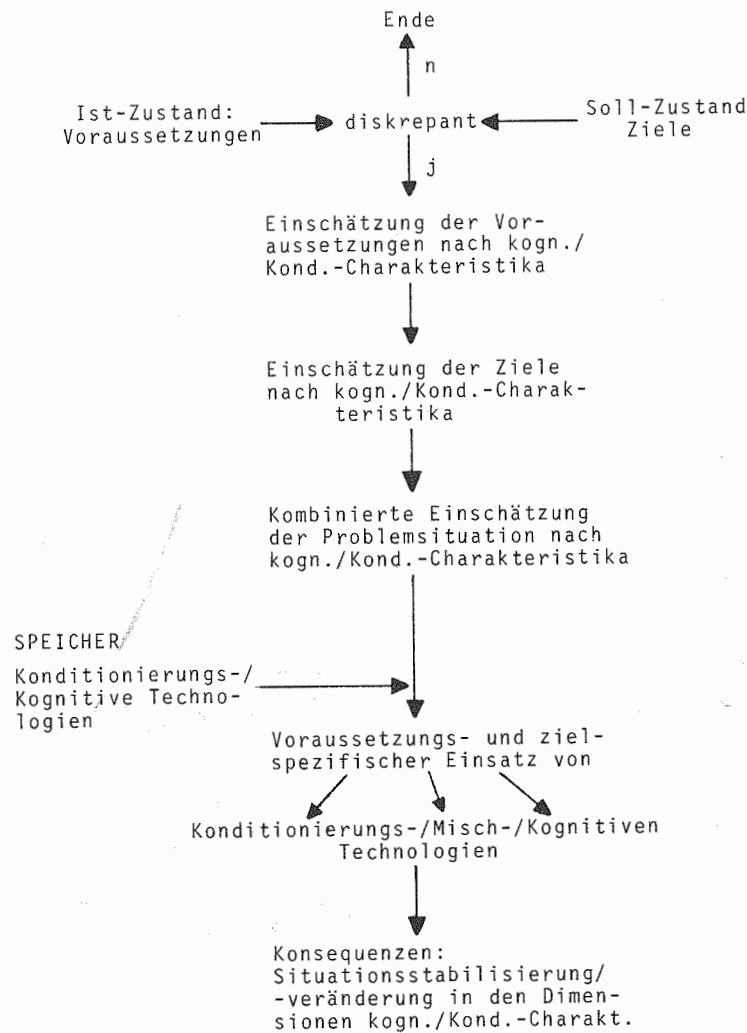 Ende
n
Ist-Zustand:
Voraussetzungen
diskrepant
Soll-Zustand
Ziele
j
Einschätzung der Vor-
aussetzungen nach kogn./
Kond.-Charakteristika
Einschätzung der Ziele
nach kogn./Kond.-Charak-
teristika
Kombinierte Einschätzung
der Problemsituation nach
kogn./Kond.-Charakteristika
SPEICHER
Konditionierungs-/
Kognitive Techno-
logien
Voraussetzungs- und ziel-
spezifischer Einsatz von
Konditionierungs-/Misch-/Kognitiven
Technologien
Konsequenzen:
Situationsstabilisierung/
-veränderung in den Dimen-
sionen kogn./Kond.-Charakt.